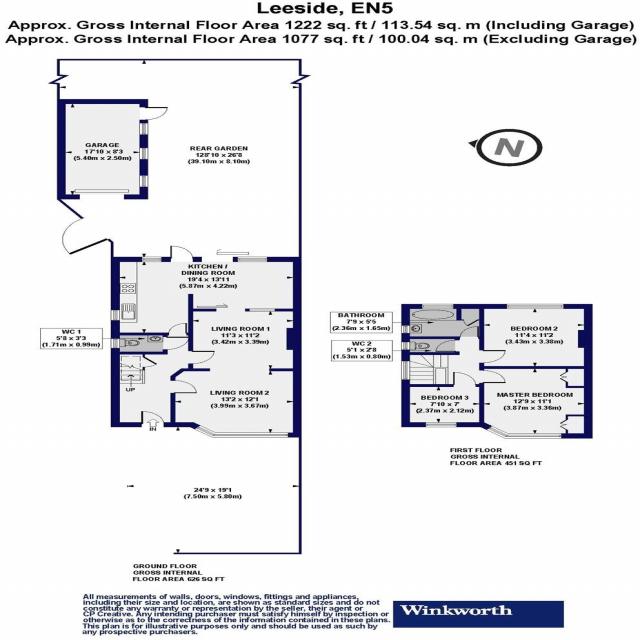 Leeside, EN5
Approx. Gross Internal Floor Area 1222 sq. ft / 113.54 sq. m (Including Garage)
Approx. Gross Internal Floor Area 1077 sq. ft / 100.04 sq. m (Excluding Garage)
GARAGE
17'10 x 8'3
(5.40m x 2.50m)
REAR GARDEN
128'10 x 26'8
(39.10m x 8.10m)
N
KITCHEN /
DINING ROOM
19'4 x 13'11
(5.87m x 4.22m)
WC 1
5'8 x 3'3
(1.71m x 0.99m)
LIVING ROOM 1
11'3 x 11'2
(3.42m x 3.39m)
UP
LIVING ROOM 2
13'2 x 12'1
(3.99m x 3.67m)
IN
BATHROOM
7'9 x 5'5
(2.36m x 1.65m)
WC 2
5'1 x 2'8
(1.53m x 0.80m)
BEDROOM 2
11'4 x 11'2
(3.43m x 3.38m)
BEDROOM 3
7'10 x 7'
(2.37m x 2.12m)
MASTER BEDROOM
12'9 x 11'1
(3.87m x 3.36m)
FIRST FLOOR
GROSS INTERNAL
FLOOR AREA 451 SQ FT
24'9 x 19'1
(7.50m x 5.80m)
GROUND FLOOR
GROSS INTERNAL
FLOOR AREA 626 SQ FT
All measurements of walls, doors, windows, fittings and appliances,
including their size and location, are shown as standard sizes and do not
constitute any warranty or representation by the seller, their agent or
CP Creative. Any intending purchaser must satisfy himself by inspection or
otherwise as to the correctness of the information contained in these plans.
This plan is for illustrative purposes only and should be used as such by
any prospective purchasers.
Winkworth